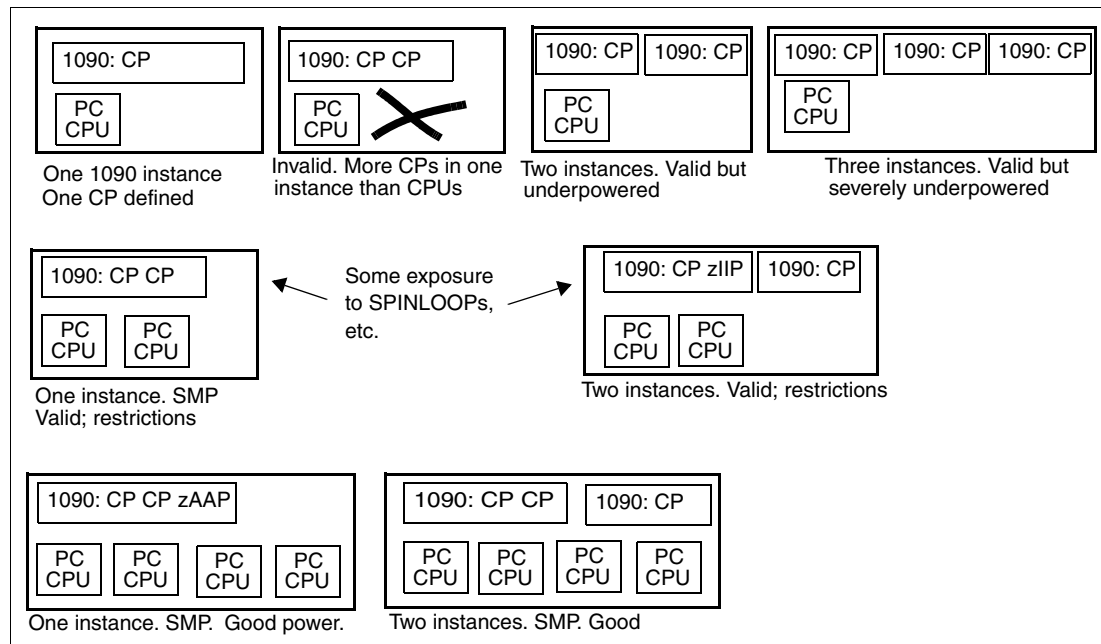 1090: CP
PC
CPU
One 1090 instance
One CP defined
1090: CP CP
PC
CPU
Invalid. More CPs in one
instance than CPUs
1090: CP
1090: CP
PC
CPU
Two instances. Valid but
underpowered
1090: CP
1090: CP
1090: CP
PC
CPU
Three instances. Valid but
severely underpowered
1090: CP CP
PC
CPU
PC
CPU
One instance. SMP
Valid; restrictions
Some exposure
to SPINLOOPs,
etc.
1090: CP zIIP
1090: CP
PC
CPU
PC
CPU
Two instances. Valid; restrictions
1090: CP CP zAAP
PC
CPU
PC
CPU
PC
CPU
PC
CPU
One instance. SMP.  Good power.
1090: CP CP
1090: CP
PC
CPU
PC
CPU
PC
CPU
PC
CPU
Two instances. SMP. Good